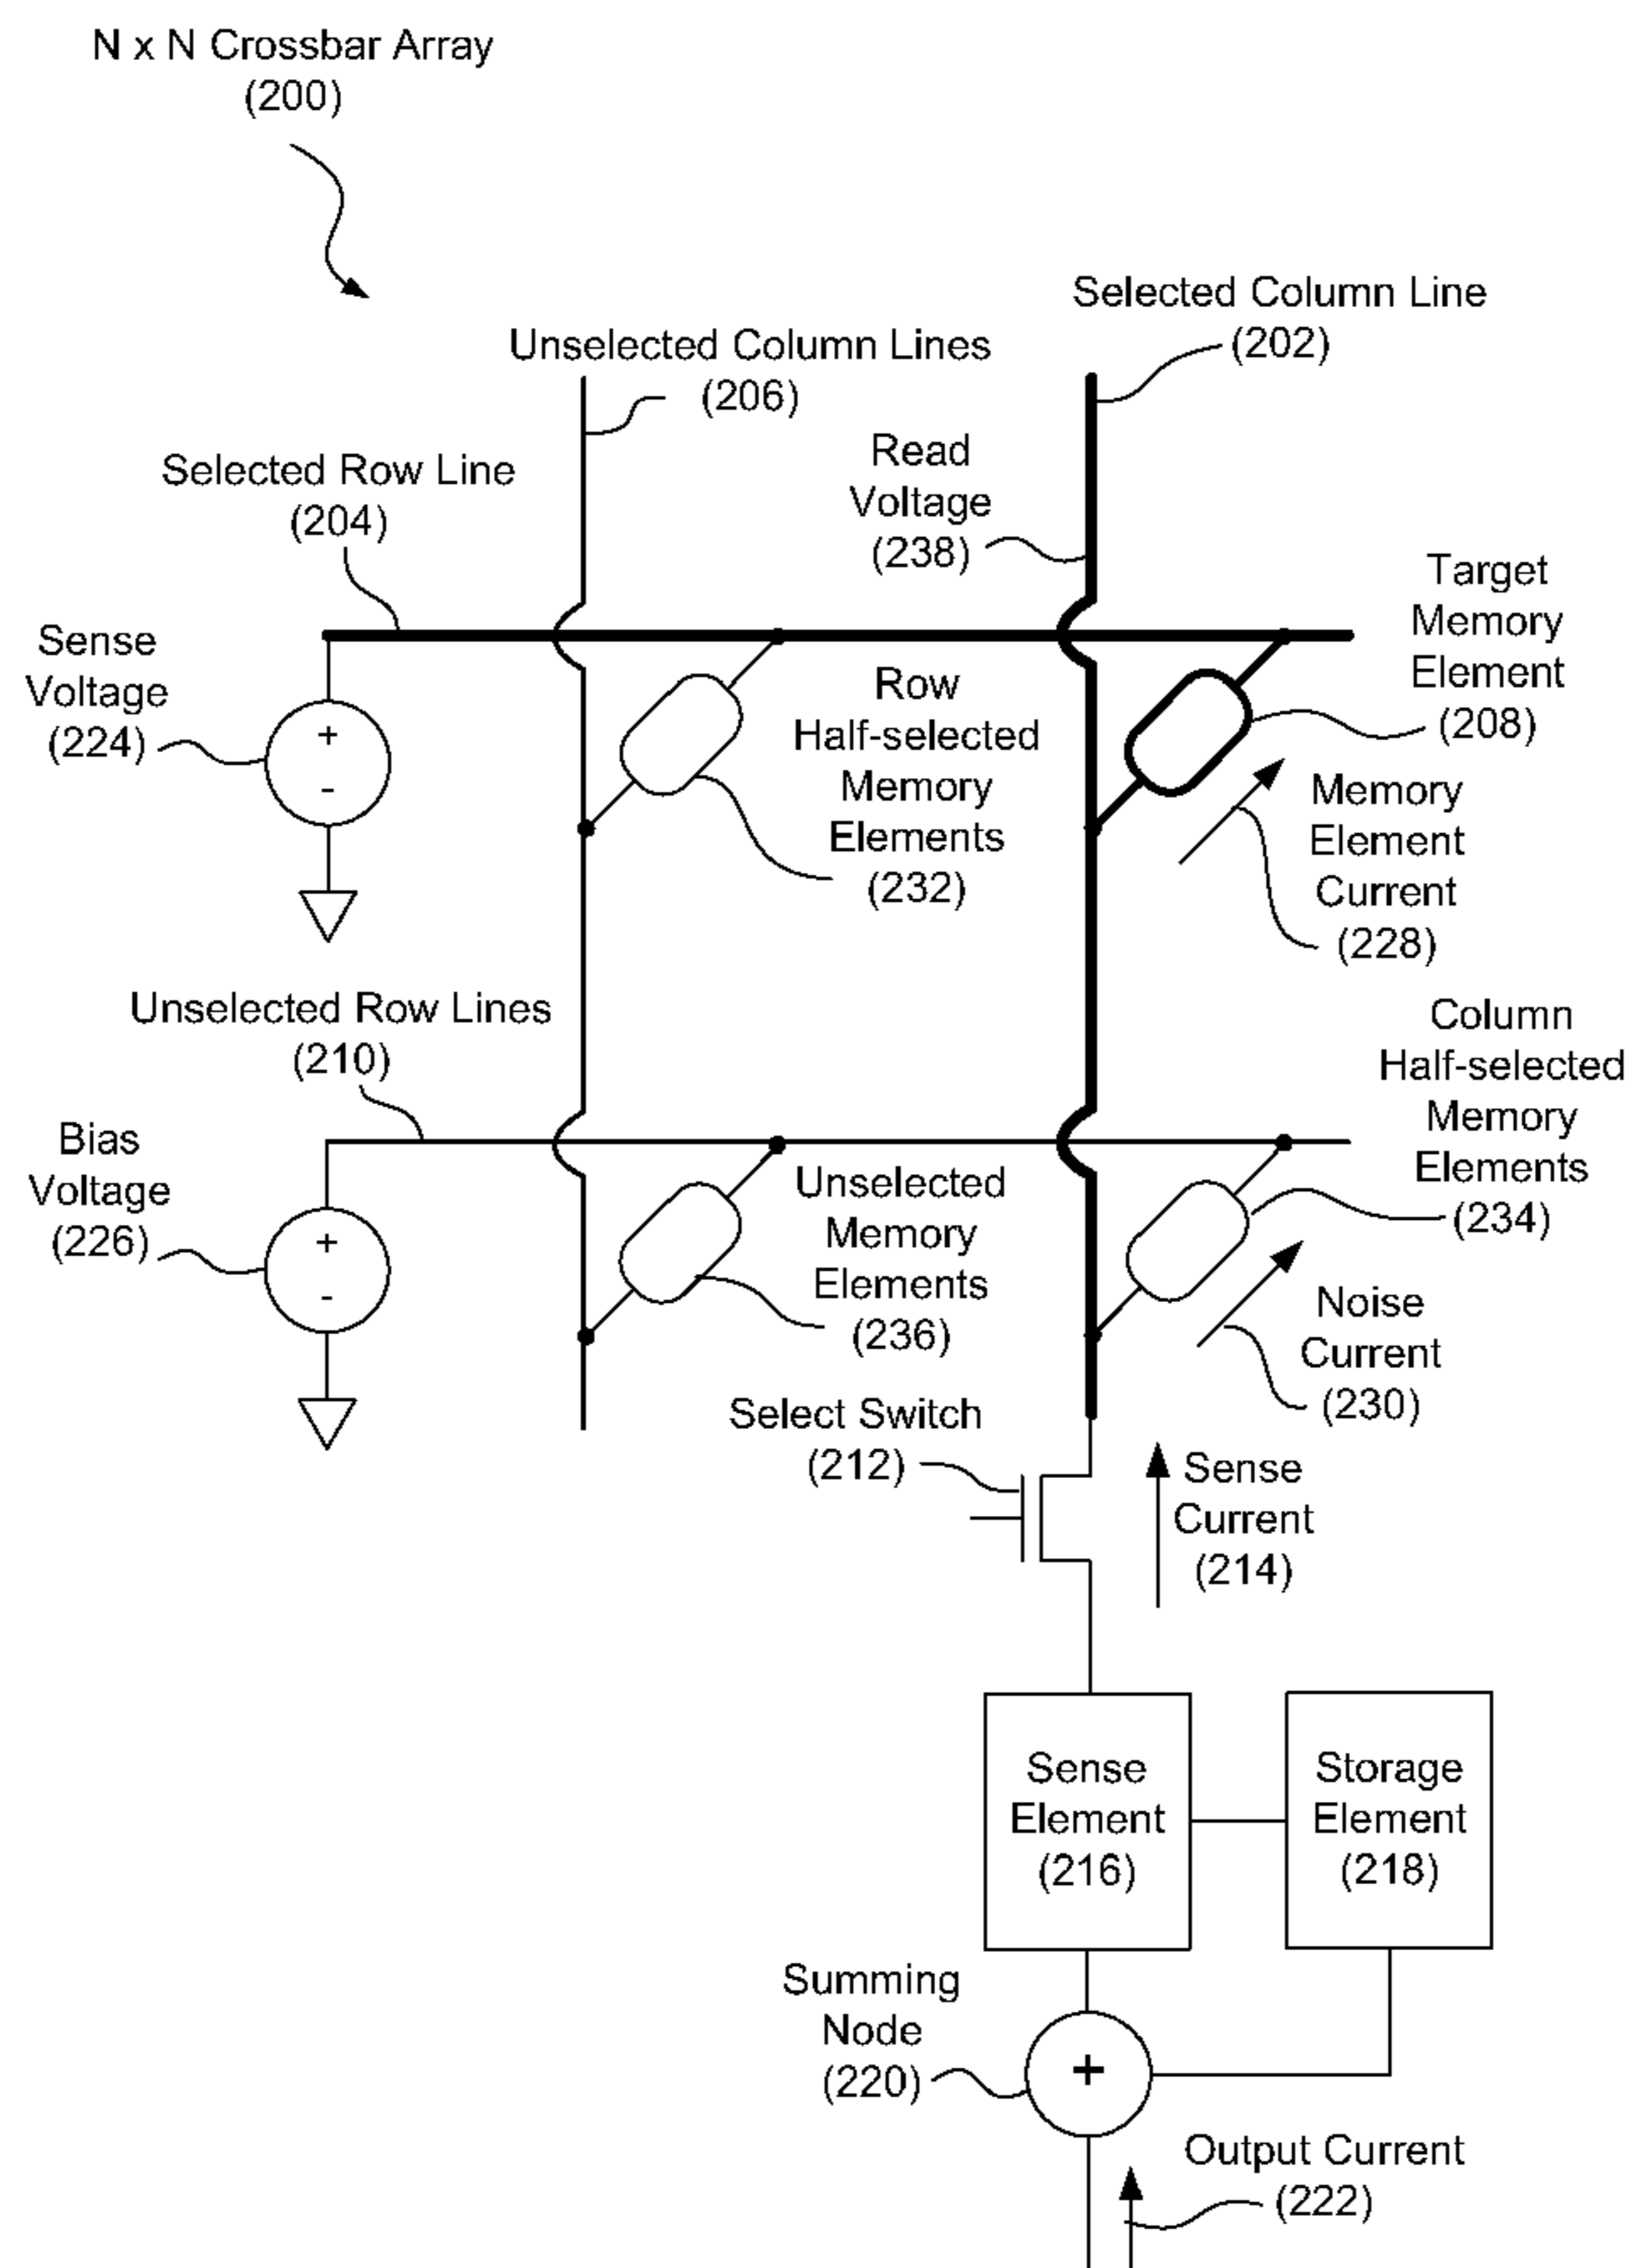 N x N Crossbar Array
(200)
Selected Column Line
(202)
Unselected Column Lines
(206)
Read
Voltage
(238)
Selected Row Line
(204)
Target
Memory
Element
(208)
Sense
Voltage
(224)
+
-
Row
Half-selected
Memory
Elements
(232)
Memory
Element
Current
(228)
Unselected Row Lines
(210)
Column
Half-selected
Memory
Elements
(234)
Bias
Voltage
(226)
+
-
Unselected
Memory
Elements
(236)
Noise
Current
(230)
Select Switch
(212)
Sense
Current
(214)
Sense
Element
(216)
Storage
Element
(218)
Summing
Node
(220)
+
Output Current
(222)